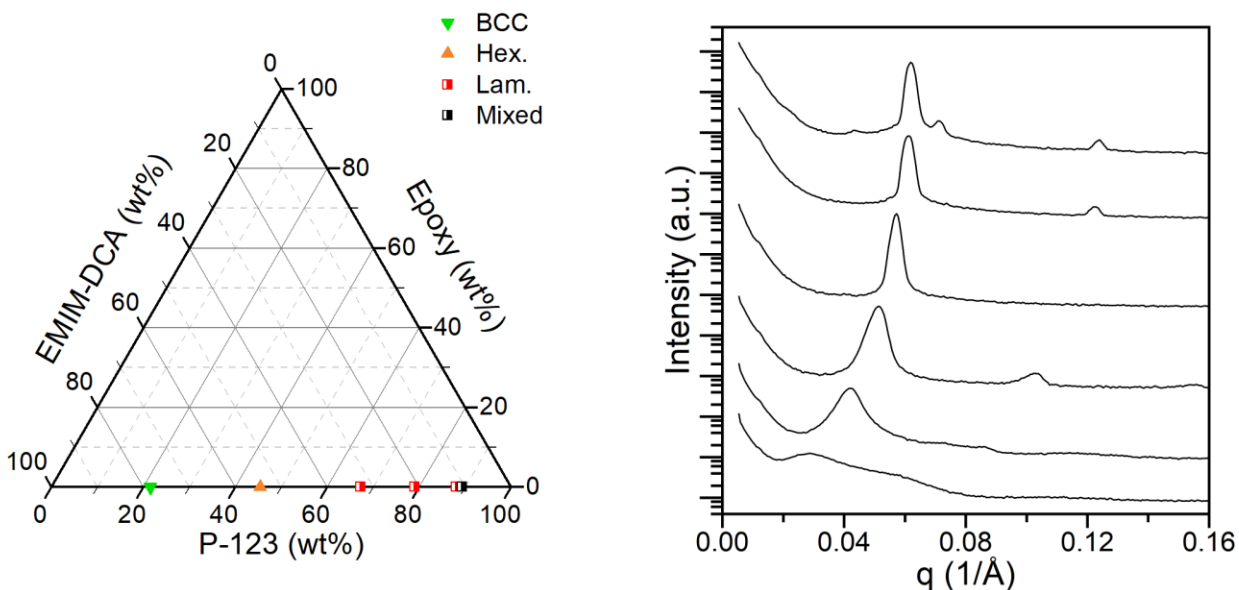 BCC
Hex.
Lam.
Mixed
0
100
20
80
40
60
60
40
80
20
100
0
EMIM-DCA (wt%)
Epoxy (wt%)
0
20
40
60
80
100
P-123 (wt%)
Intensity (a.u.)
0.00
0.04
0.08
0.12
0.16
q (1/Å)